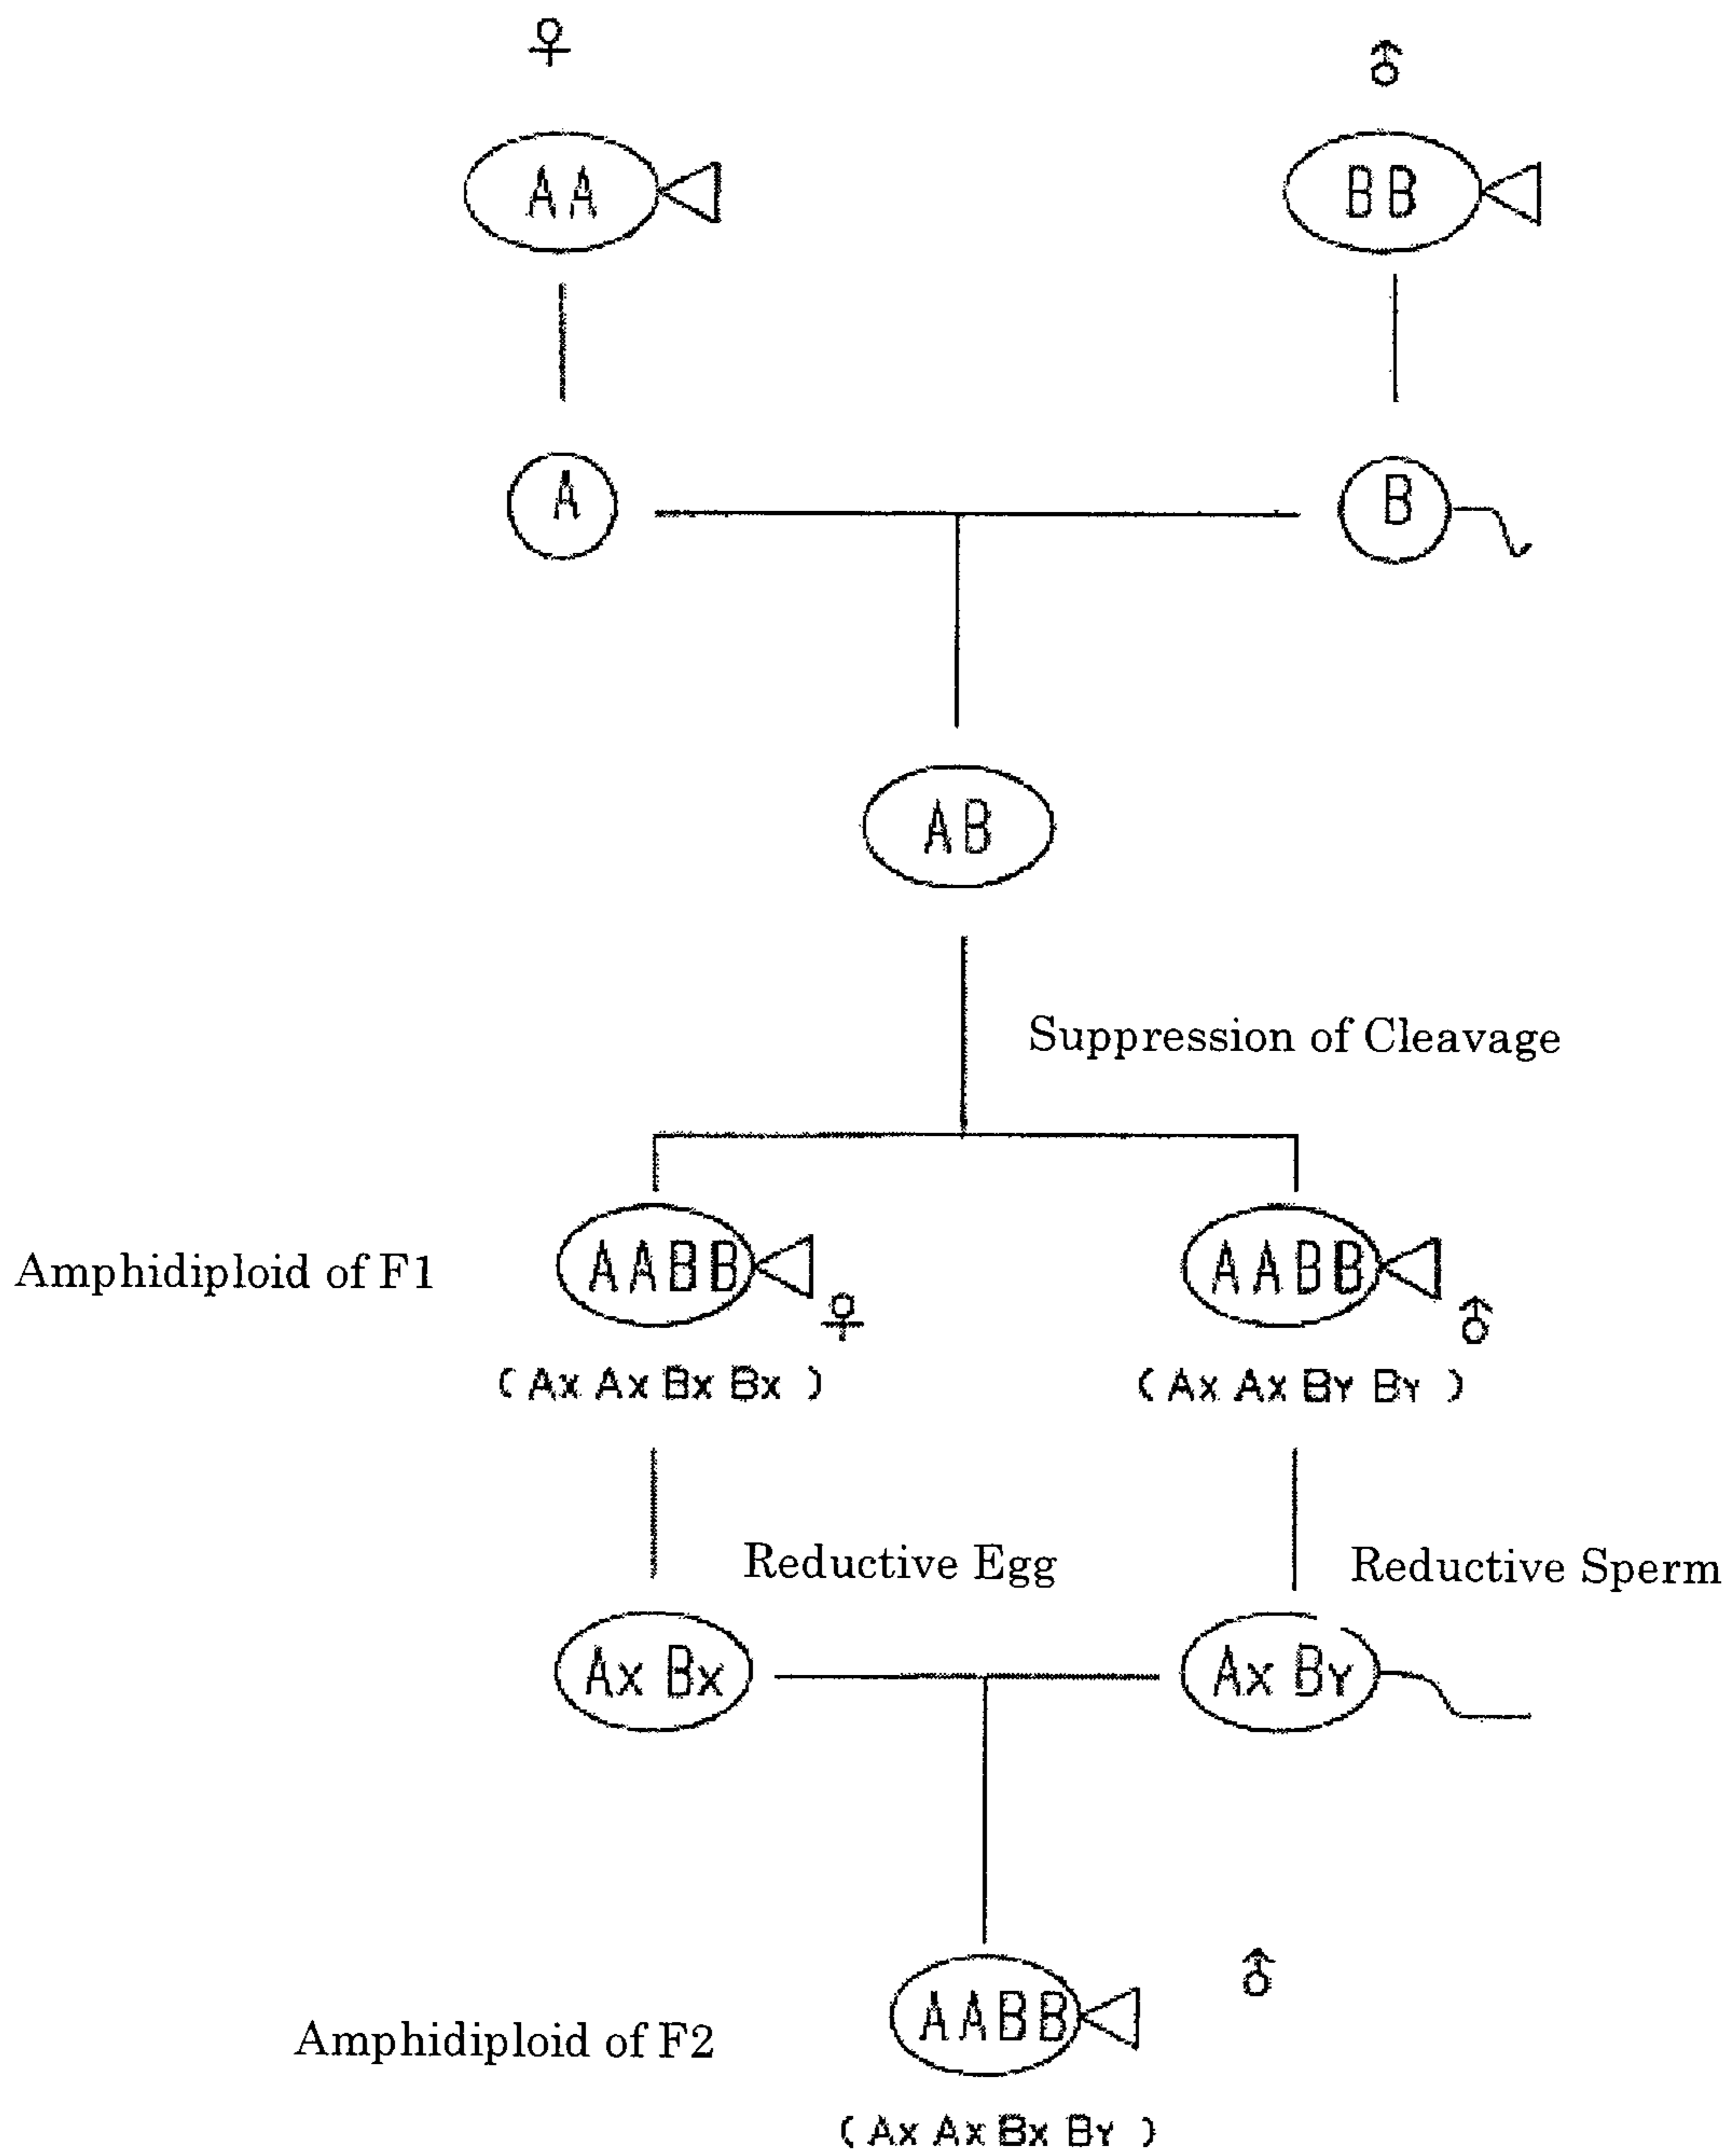 ♀ ♂
AA BB
A B
AB
Suppression of Cleavage
Amphidiploid of F1 AABB ♀ AABB ♂
(Ax Ax Bx Bx) (Ax Ax BY BY)
Reductive Egg Reductive Sperm
Ax Bx Ax BY
♂
Amphidiploid of F2 AABB
(Ax Ax Bx BY)